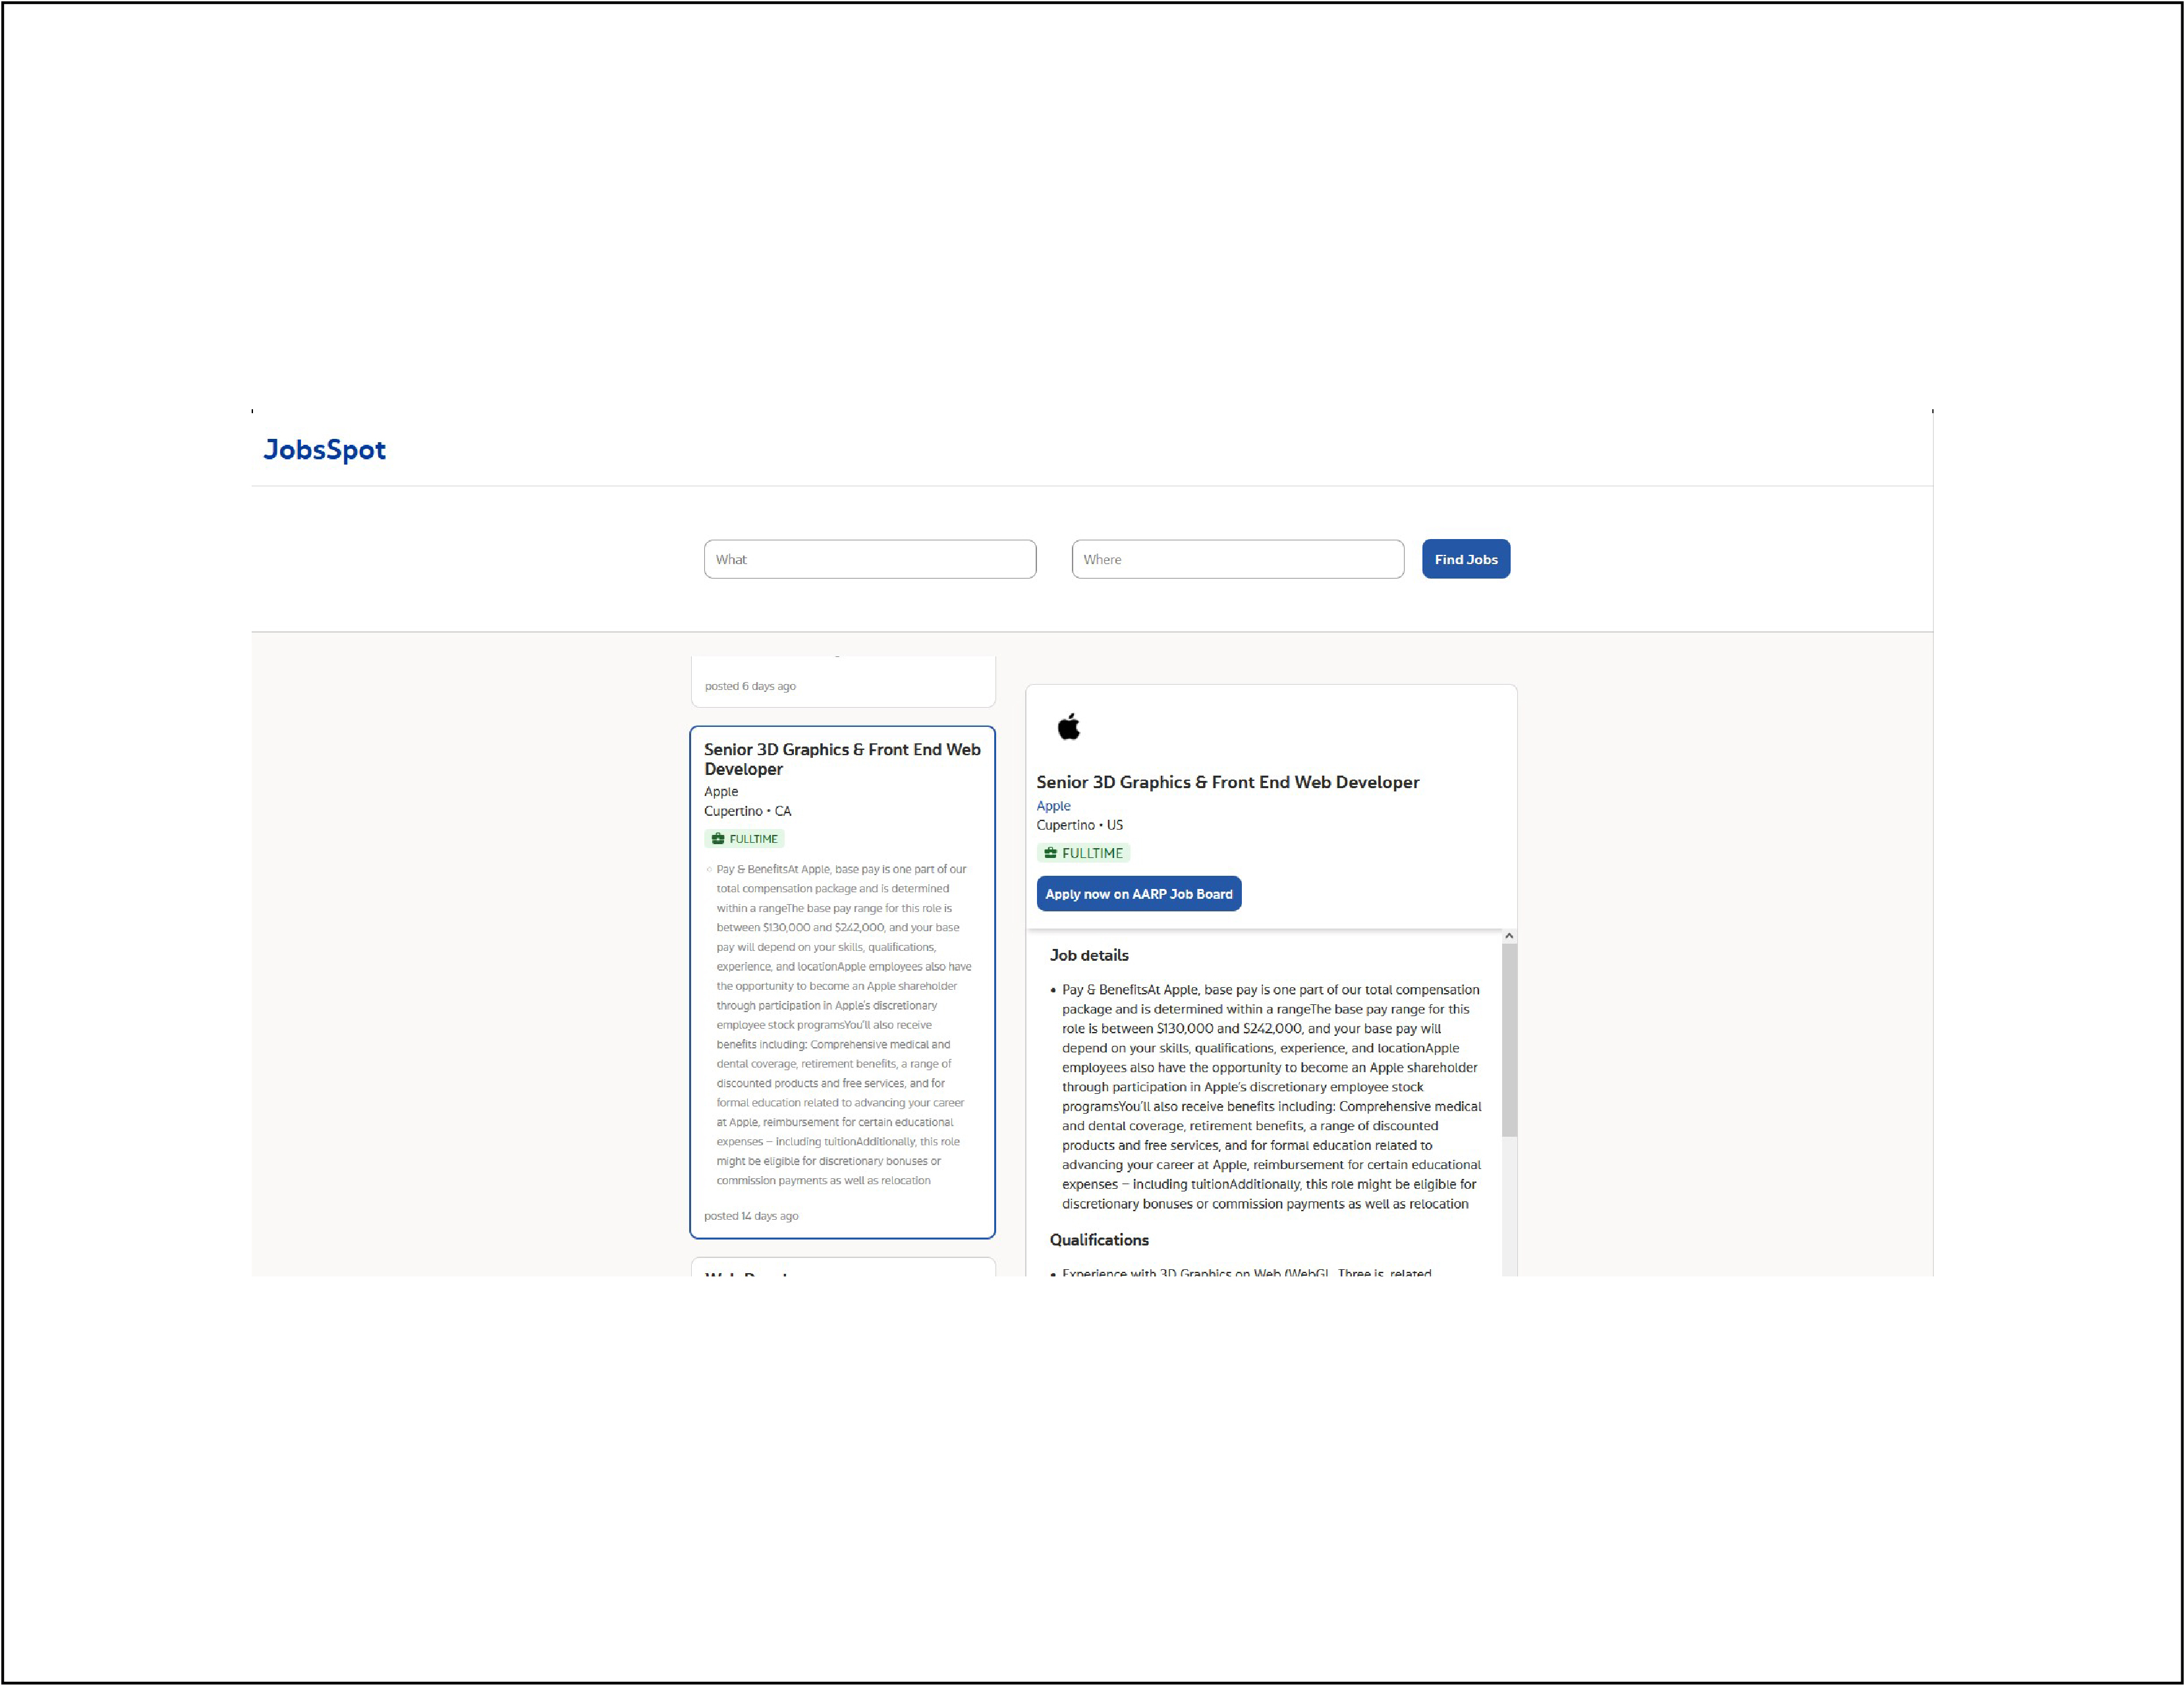 JobsSpot
What
Where
Find Jobs
posted 6 days ago
Senior 3D Graphics & Front End Web
Developer
Apple
Cupertino • CA
FULLTIME
Pay & BenefitsAt Apple, base pay is one part of our
total compensation package and is determined
within a rangeThe base pay range for this role is
between $130,000 and $242,000, and your base
pay will depend on your skills, qualifications,
experience, and locationApple employees also have
the opportunity to become an Apple shareholder
through participation in Apple's discretionary
employee stock programsYou'll also receive
benefits including: Comprehensive medical and
dental coverage, retirement benefits, a range of
discounted products and free services, and for
formal education related to advancing your career
at Apple, reimbursement for certain educational
expenses – including tuitionAdditionally, this role
might be eligible for discretionary bonuses or
commission payments as well as relocation
posted 14 days ago
Senior 3D Graphics & Front End Web Developer
Apple
Cupertino • US
FULLTIME
Apply now on AARP Job Board
Job details
• Pay & BenefitsAt Apple, base pay is one part of our total compensation
package and is determined within a rangeThe base pay range for this
role is between $130,000 and $242,000, and your base pay will
depend on your skills, qualifications, experience, and locationApple
employees also have the opportunity to become an Apple shareholder
through participation in Apple's discretionary employee stock
programsYou'll also receive benefits including: Comprehensive medical
and dental coverage, retirement benefits, a range of discounted
products and free services, and for formal education related to
advancing your career at Apple, reimbursement for certain educational
expenses – including tuitionAdditionally, this role might be eligible for
discretionary bonuses or commission payments as well as relocation
Qualifications
• Experience with 3D Graphics on Web (WebGL, Three.js, related